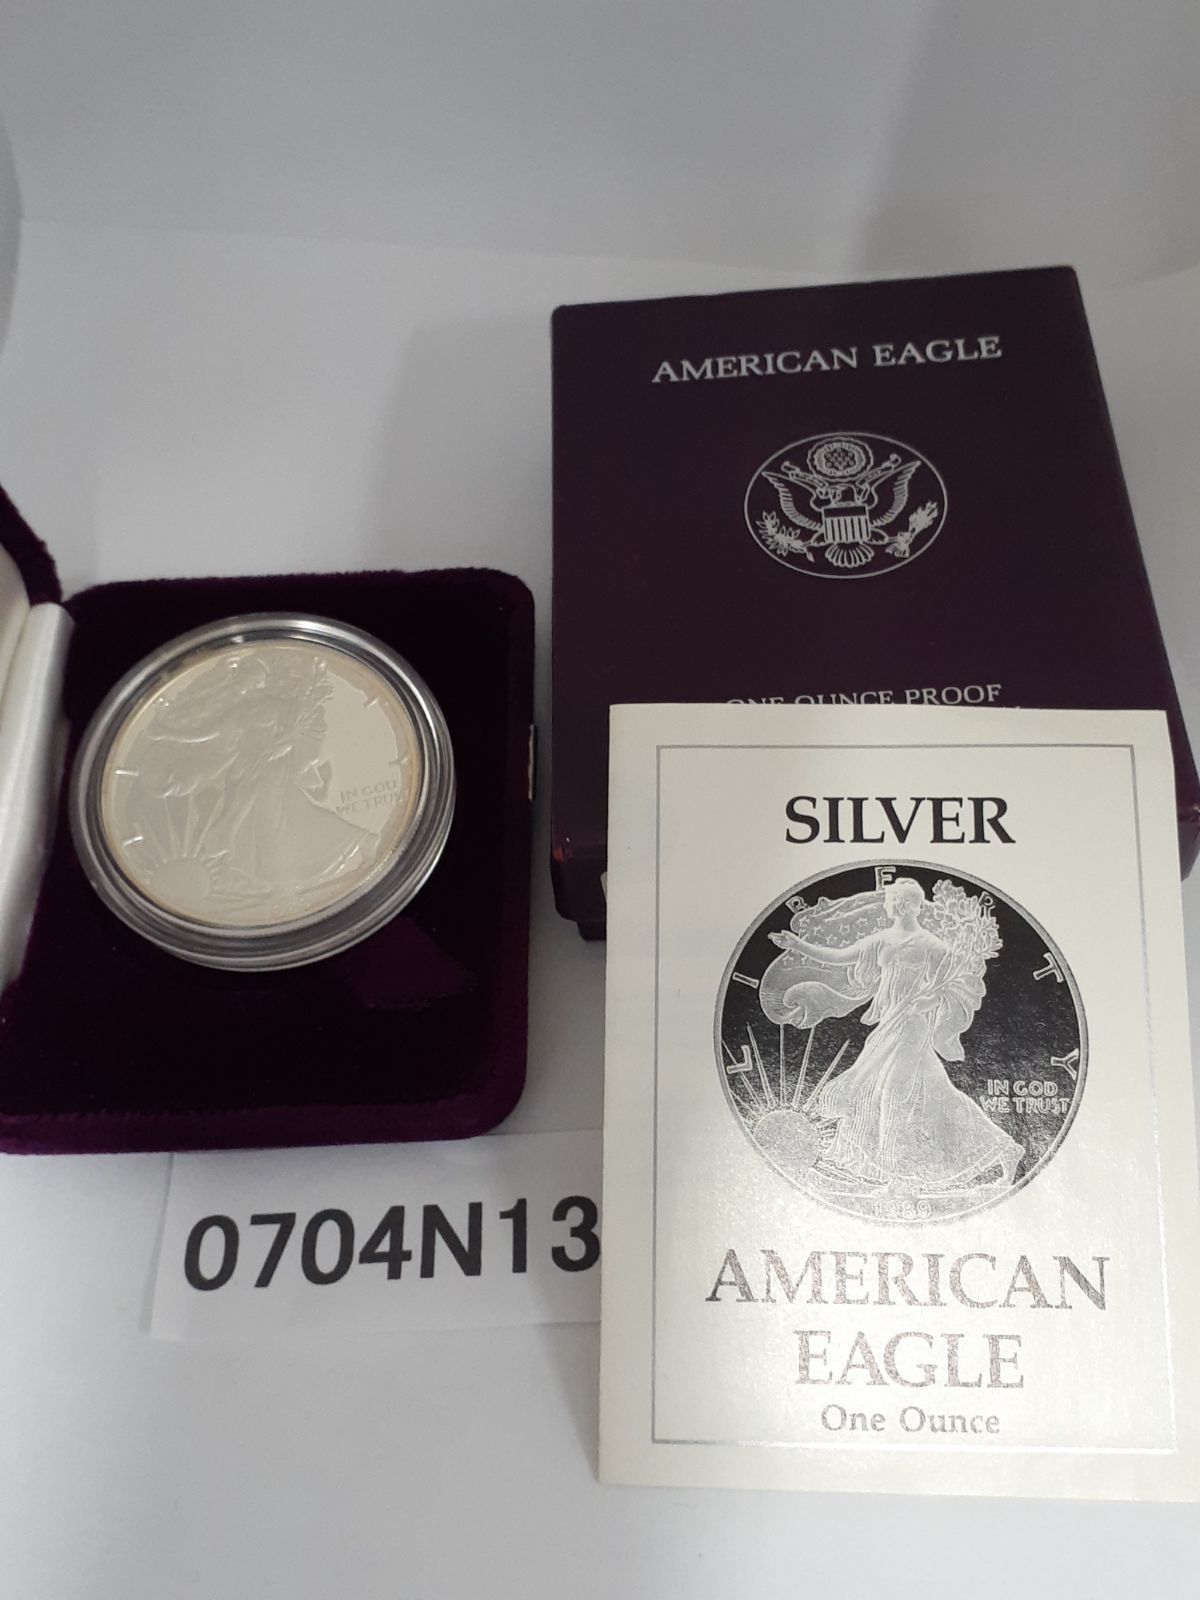 AMERICAN EAGLE
ONE OUNCE PROOF
IN GOD
WE TRUST
SILVER
LIBERTY
IN GOD
WE TRUST
1989
AMERICAN
EAGLE
One Ounce
0704N13